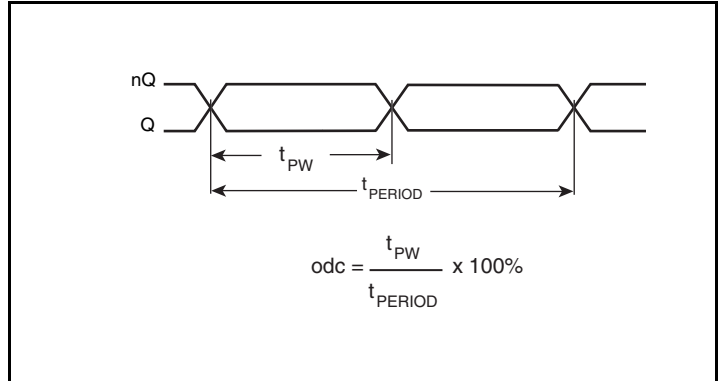 nQ
Q
tPW
tPERIOD
odc = tPW / tPERIOD x 100%